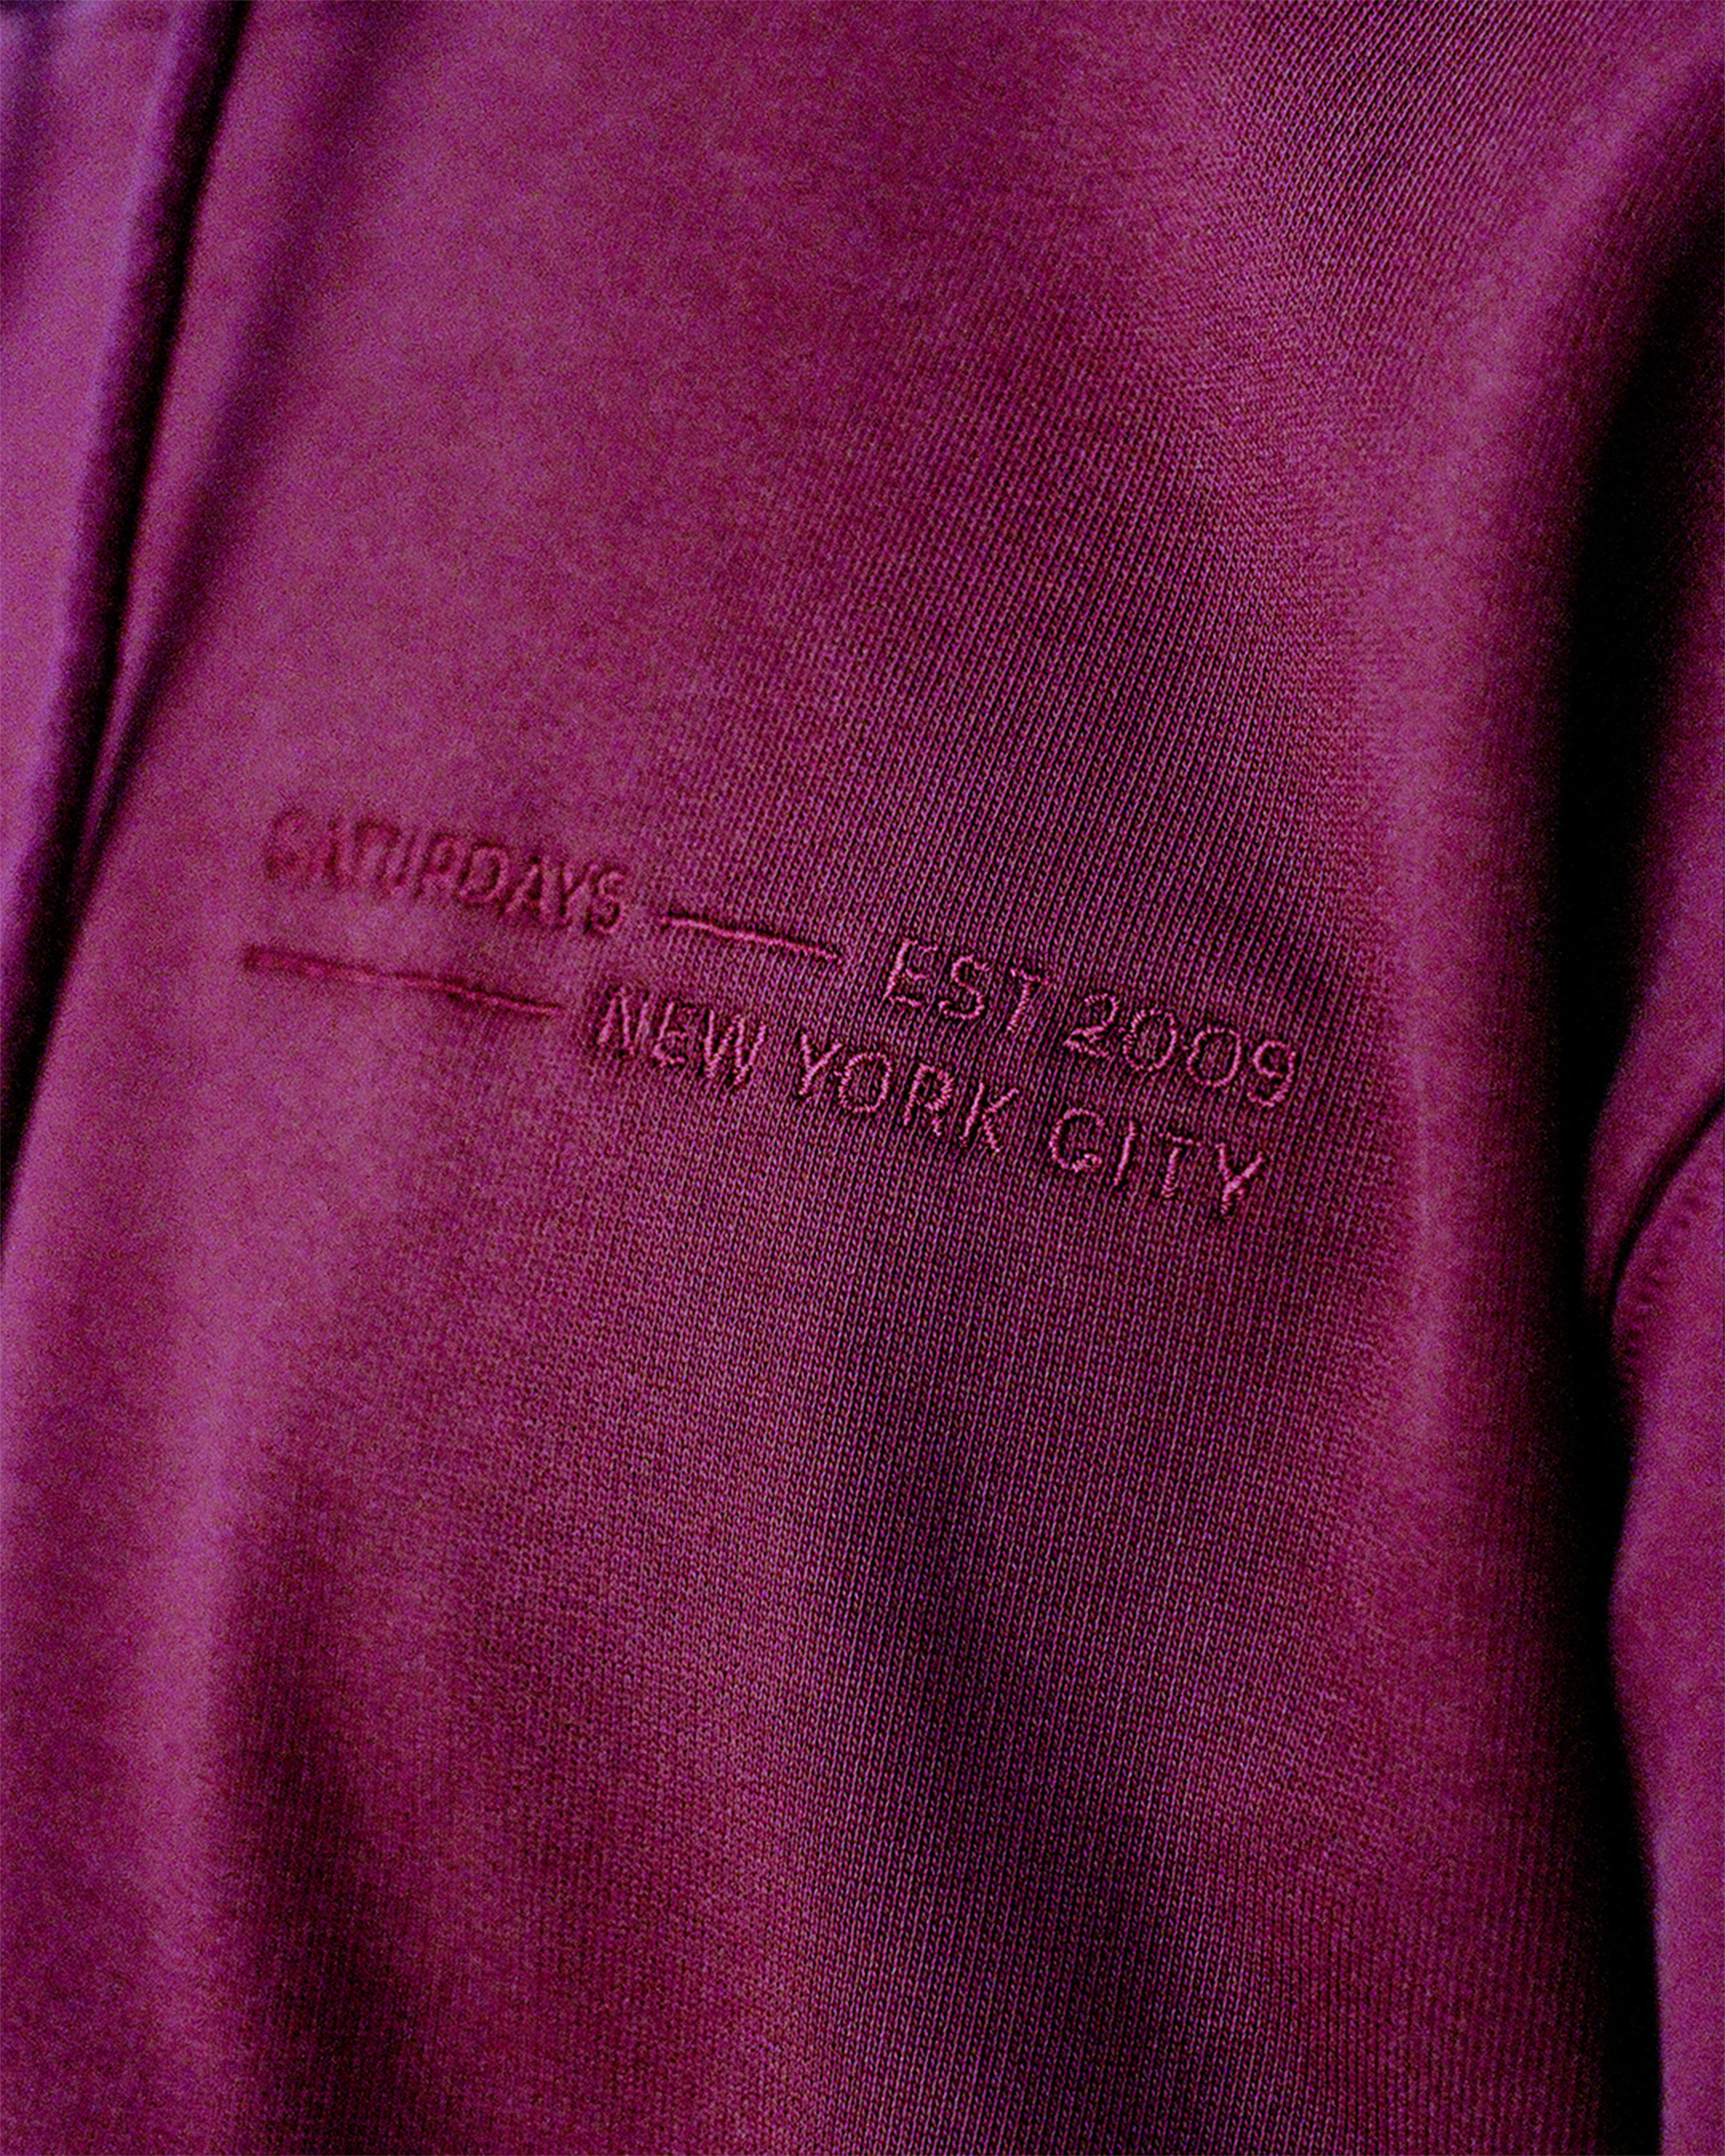 SATURDAYS — EST 2009
— NEW YORK CITY